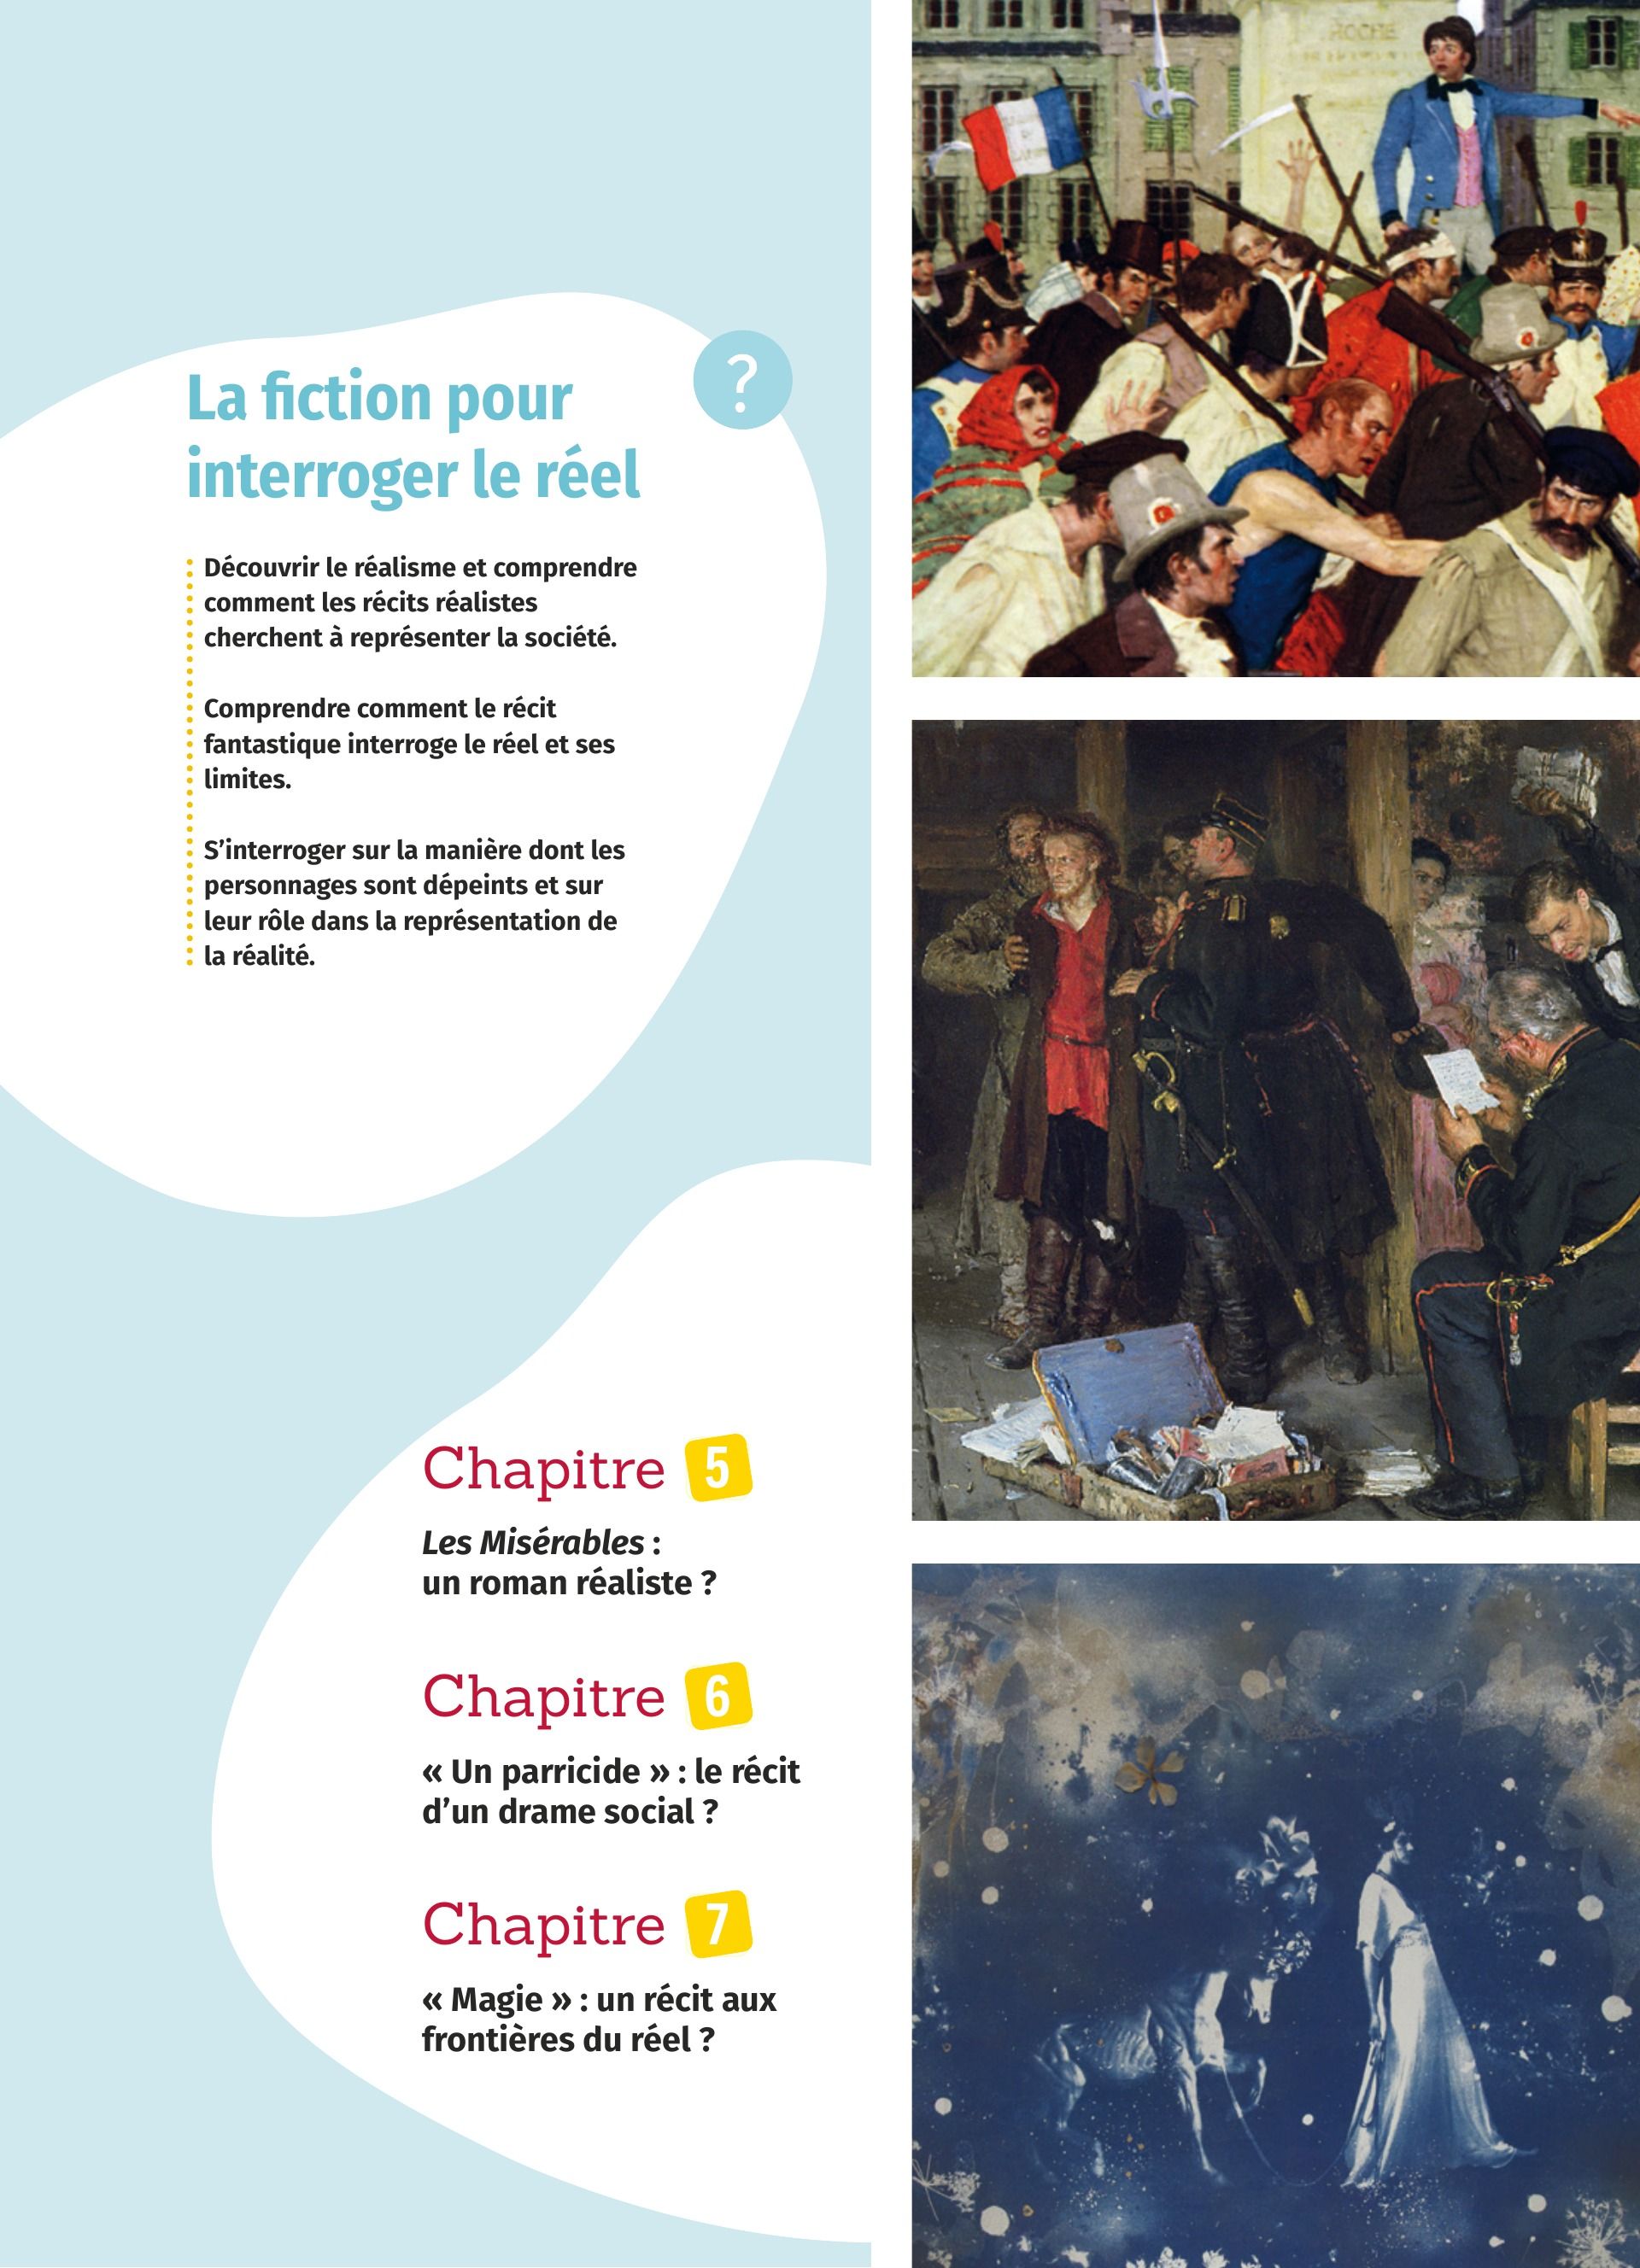 La fiction pour
interroger le réel
?
Découvrir le réalisme et comprendre
comment les récits réalistes
cherchent à représenter la société.
Comprendre comment le récit
fantastique interroge le réel et ses
limites.
S’interroger sur la manière dont les
personnages sont dépeints et sur
leur rôle dans la représentation de
la réalité.
Chapitre 5
Les Misérables :
un roman réaliste ?
Chapitre 6
« Un parricide » : le récit
d’un drame social ?
Chapitre 7
« Magie » : un récit aux
frontières du réel ?
HOCHE